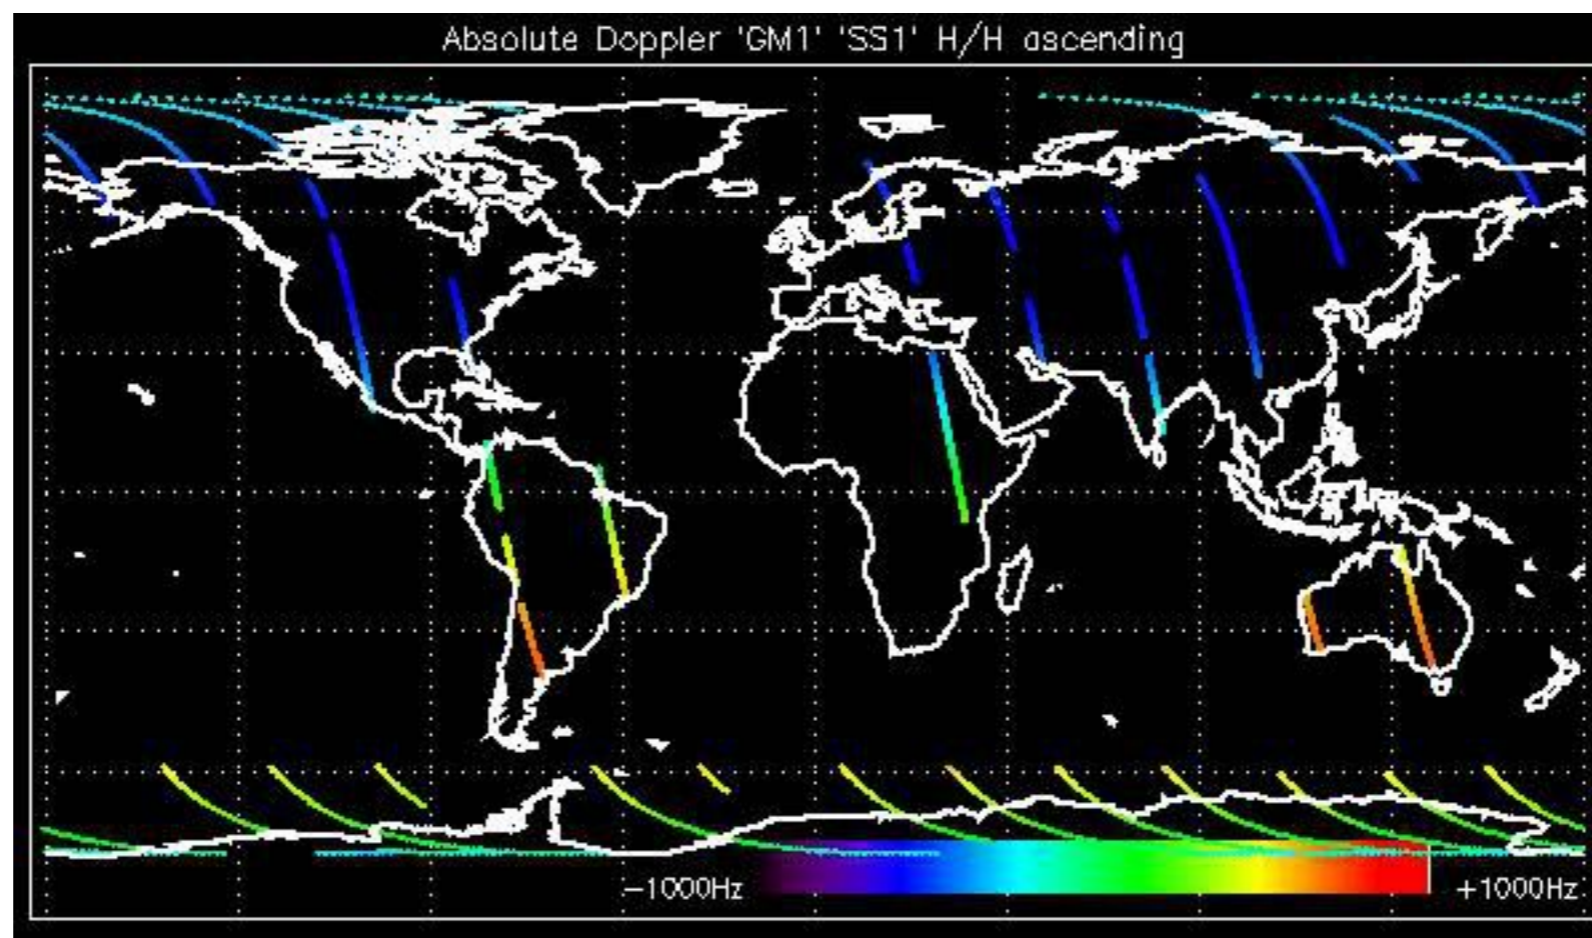 Absolute Doppler 'GM1' 'SS1' H/H ascending
−1000Hz
+1000Hz